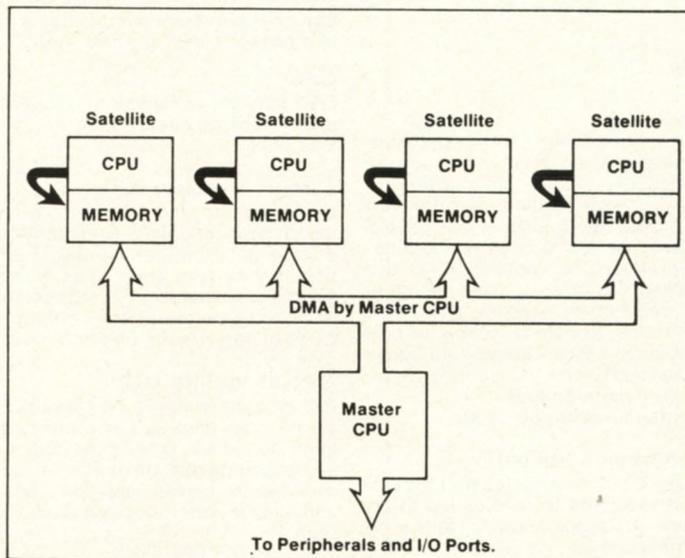 Satellite Satellite Satellite Satellite
CPU CPU CPU CPU
MEMORY MEMORY MEMORY MEMORY
DMA by Master CPU
Master
CPU
To Peripherals and I/O Ports.